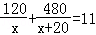 120/x + 480/(x+20) = 11